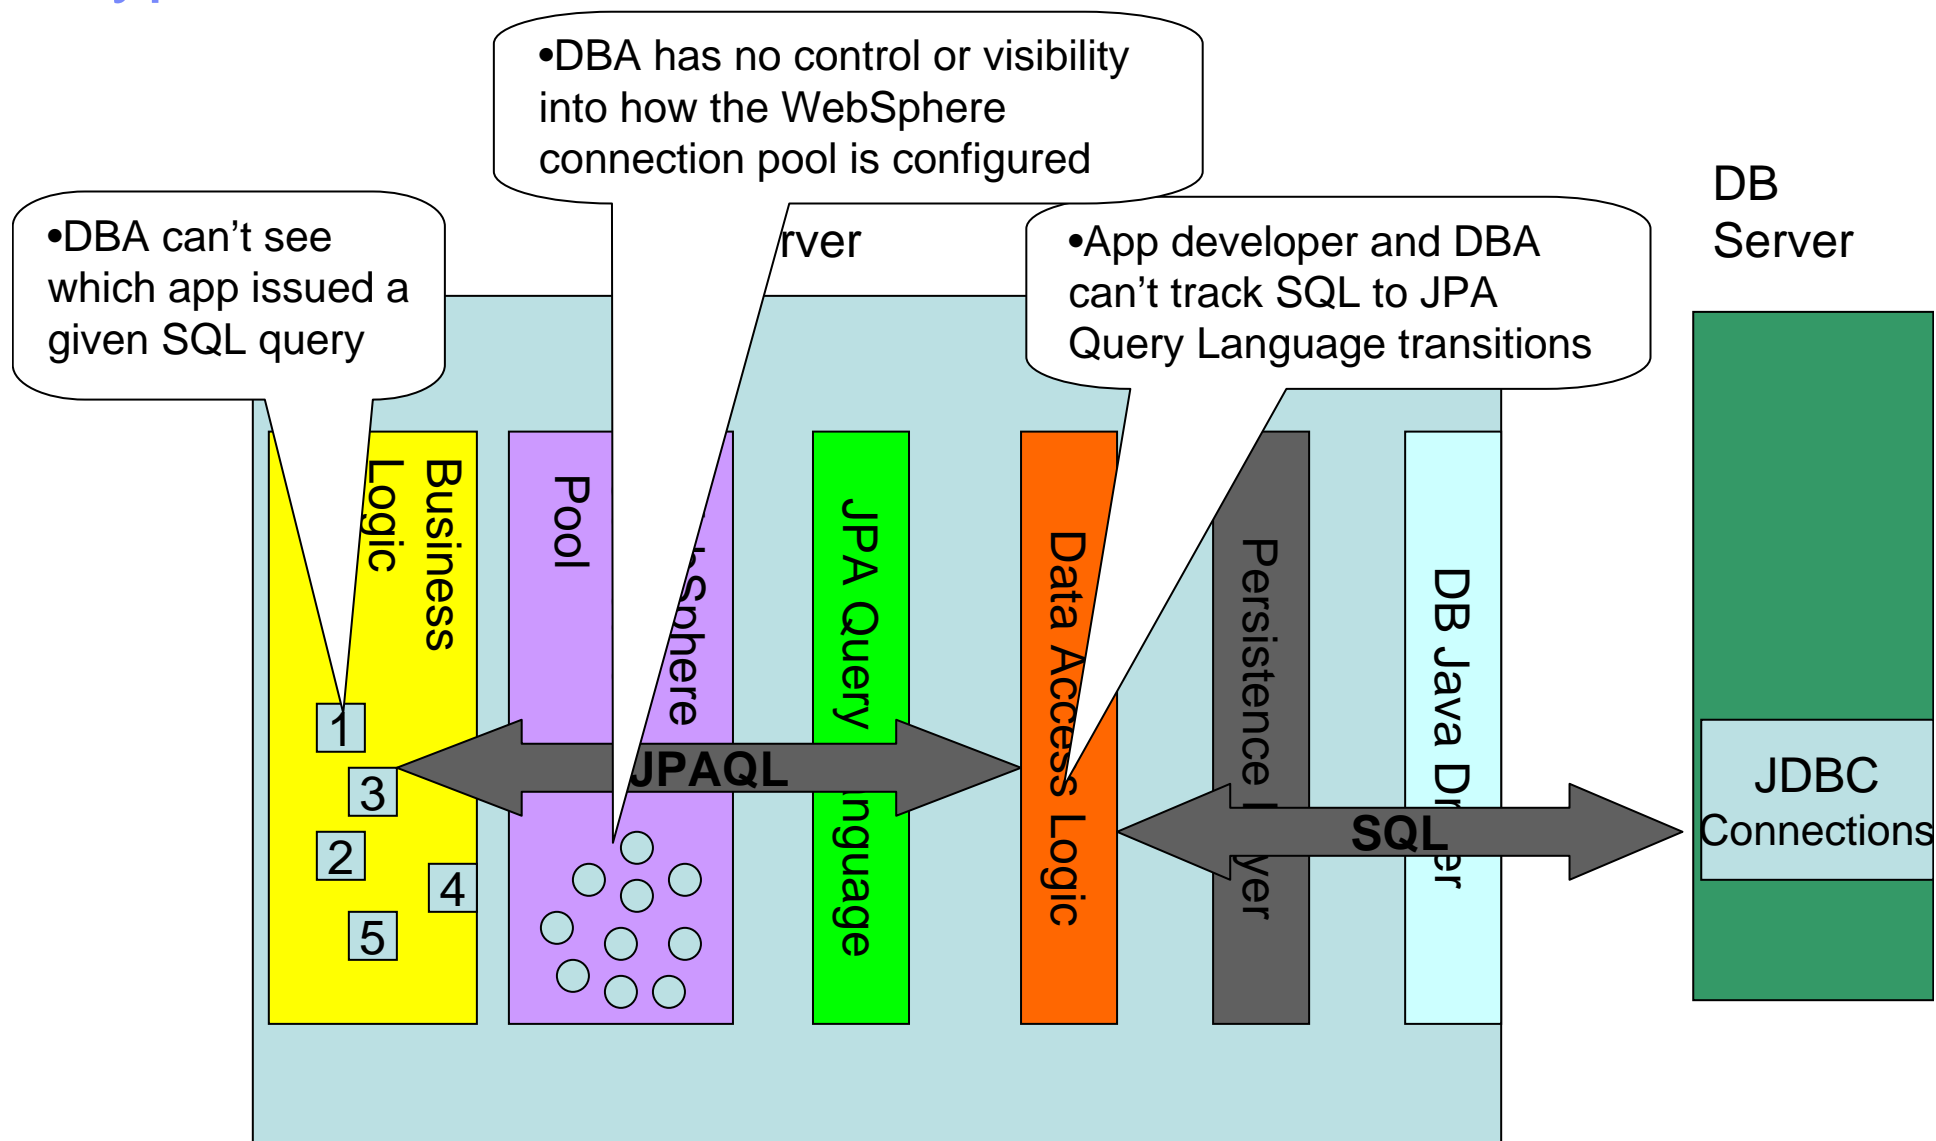 •DBA has no control or visibility
into how the WebSphere
connection pool is configured
DB
Server
•DBA can't see
which app issued a
given SQL query
rver
•App developer and DBA
can't track SQL to JPA
Query Language transitions
Business
Logic
Pool
Sphere
JPA Query
nguage
Data Access Logic
Persistence
yer
DB Java Dr
er
1
3
2
4
5
JPAQL
SQL
JDBC
Connections